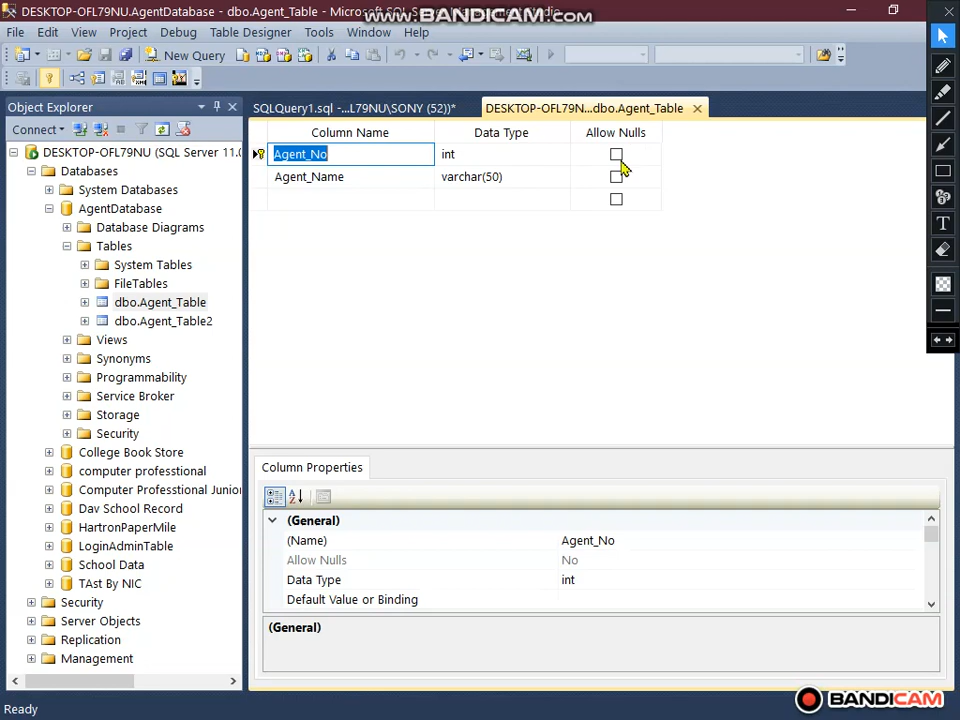 DESKTOP-OFL79NU.AgentDatabase - dbo.Agent_Table - Micros
www.BANDICAM.com
File Edit View Project Debug Table Designer Tools Window Help
New Query
Object Explorer
SQLQuery1.sql -...L79NU\SONY (52))*
DESKTOP-OFL79N...dbo.Agent_Table
Connect
Column Name Data Type Allow Nulls
Agent_No int
Agent_Name varchar(50)
DESKTOP-OFL79NU (SQL Server 11.0
Databases
System Databases
AgentDatabase
Database Diagrams
Tables
System Tables
FileTables
dbo.Agent_Table
dbo.Agent_Table2
Views
Synonyms
Programmability
Service Broker
Storage
Security
College Book Store
computer professtional
Computer Professtional Junior
Dav School Record
HartronPaperMile
LoginAdminTable
School Data
TAst By NIC
Security
Server Objects
Replication
Management
Column Properties
(General)
(Name) Agent_No
Allow Nulls No
Data Type int
Default Value or Binding
(General)
Ready
BANDICAM